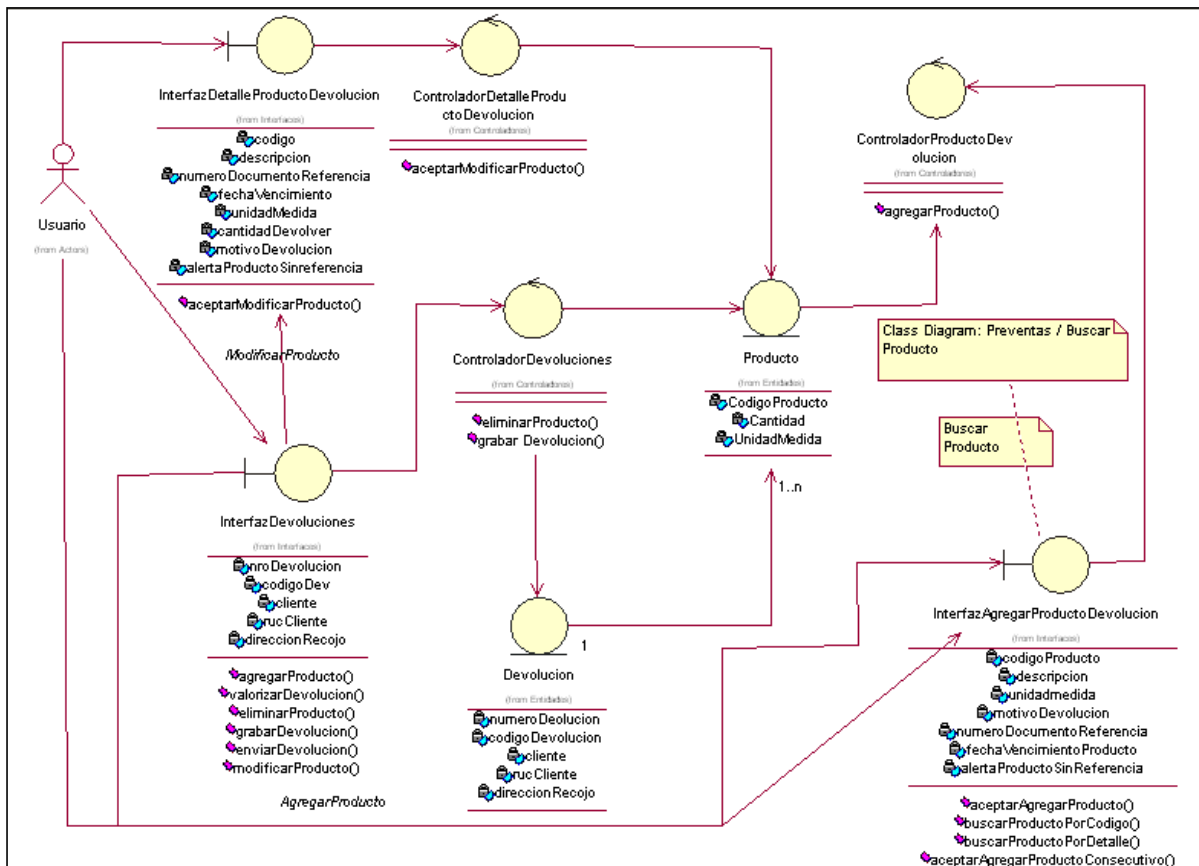 InterfazDetalleProductoDevolucion
(from Interfaces)
codigo
descripcion
numeroDocumentoReferencia
fechaVencimiento
unidadMedida
cantidadDevolver
motivoDevolucion
alertaProductoSinreferencia
aceptarModificarProducto()
ControladorDetalleProdu
ctoDevolucion
(from Controladores)
aceptarModificarProducto()
ControladorProductoDev
olucion
(from Controladores)
agregarProducto()
Usuario
(from Actors)
ModificarProducto
ControladorDevoluciones
(from Controladores)
eliminarProducto()
grabar Devolucion()
Producto
(from Entidades)
CodigoProducto
Cantidad
UnidadMedida
Class Diagram: Preventas / Buscar
Producto
Buscar
Producto
1..n
InterfazDevoluciones
(from Interfaces)
nroDevolucion
codigoDev
cliente
rucCliente
direccionRecojo
agregarProducto()
valorizarDevolucion()
eliminarProducto()
grabarDevolucion()
enviarDevolucion()
modificarProducto()
AgregarProducto
1
Devolucion
(from Entidades)
numeroDeolucion
codigoDevolucion
cliente
rucCliente
direccionRecojo
InterfazAgregarProductoDevolucion
(from Interfaces)
codigoProducto
descripcion
unidadmedida
motivoDevolucion
numeroDocumentoReferencia
fechaVencimientoProducto
alertaProductoSinReferencia
aceptarAgregarProducto()
buscarProductoPorCodigo()
buscarProductoPorDetalle()
aceptarAgregarProductoConsecutivo()